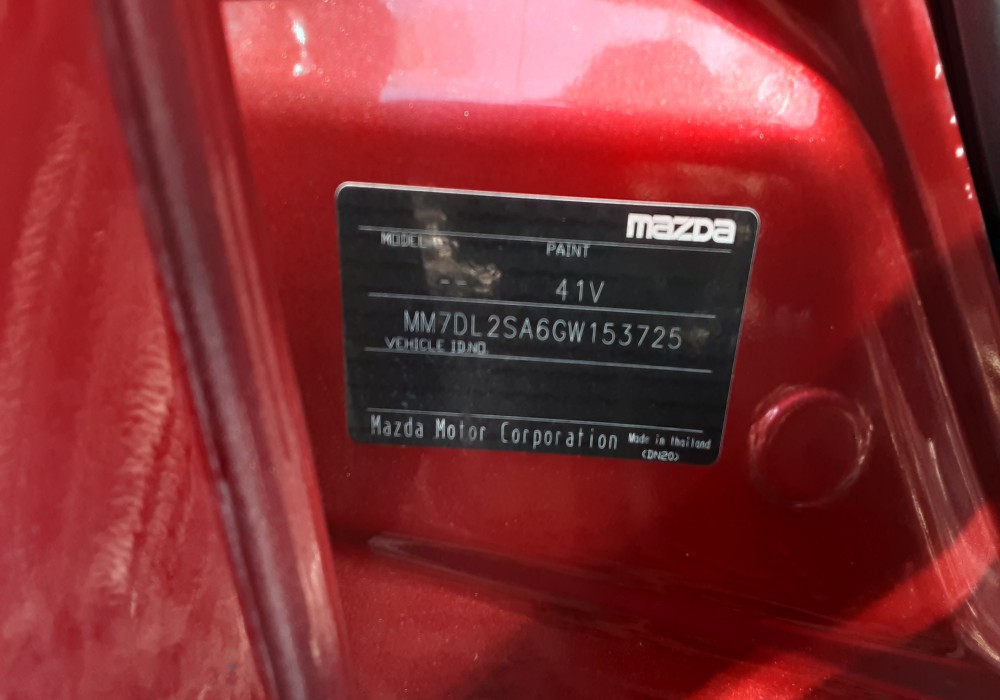 mazda
MODEL PAINT
-- 41V
MM7DL2SA6GW153725
VEHICLE ID.NO.
Mazda Motor Corporation Made in thailand
(DN20)